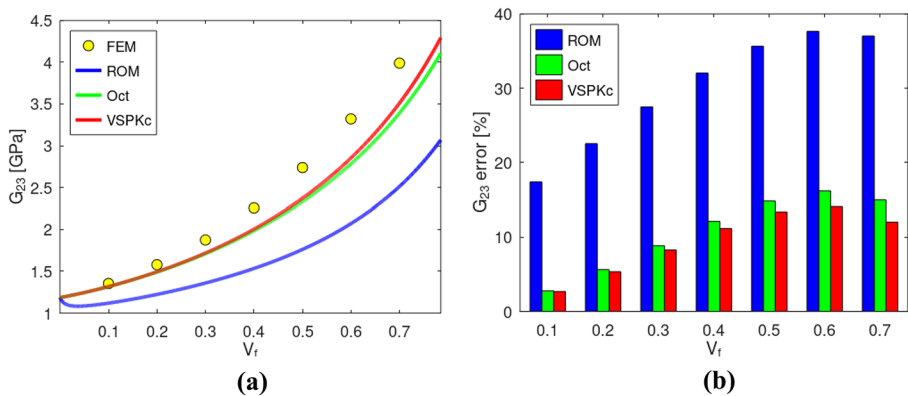 4.5
4
3.5
3
2.5
2
1.5
1
G23 [GPa]
FEM
ROM
Oct
VSPKc
0.1 0.2 0.3 0.4 0.5 0.6 0.7
Vf
(a)
40
30
20
10
0
G23 error [%]
ROM
Oct
VSPKc
0.1 0.2 0.3 0.4 0.5 0.6 0.7
Vf
(b)